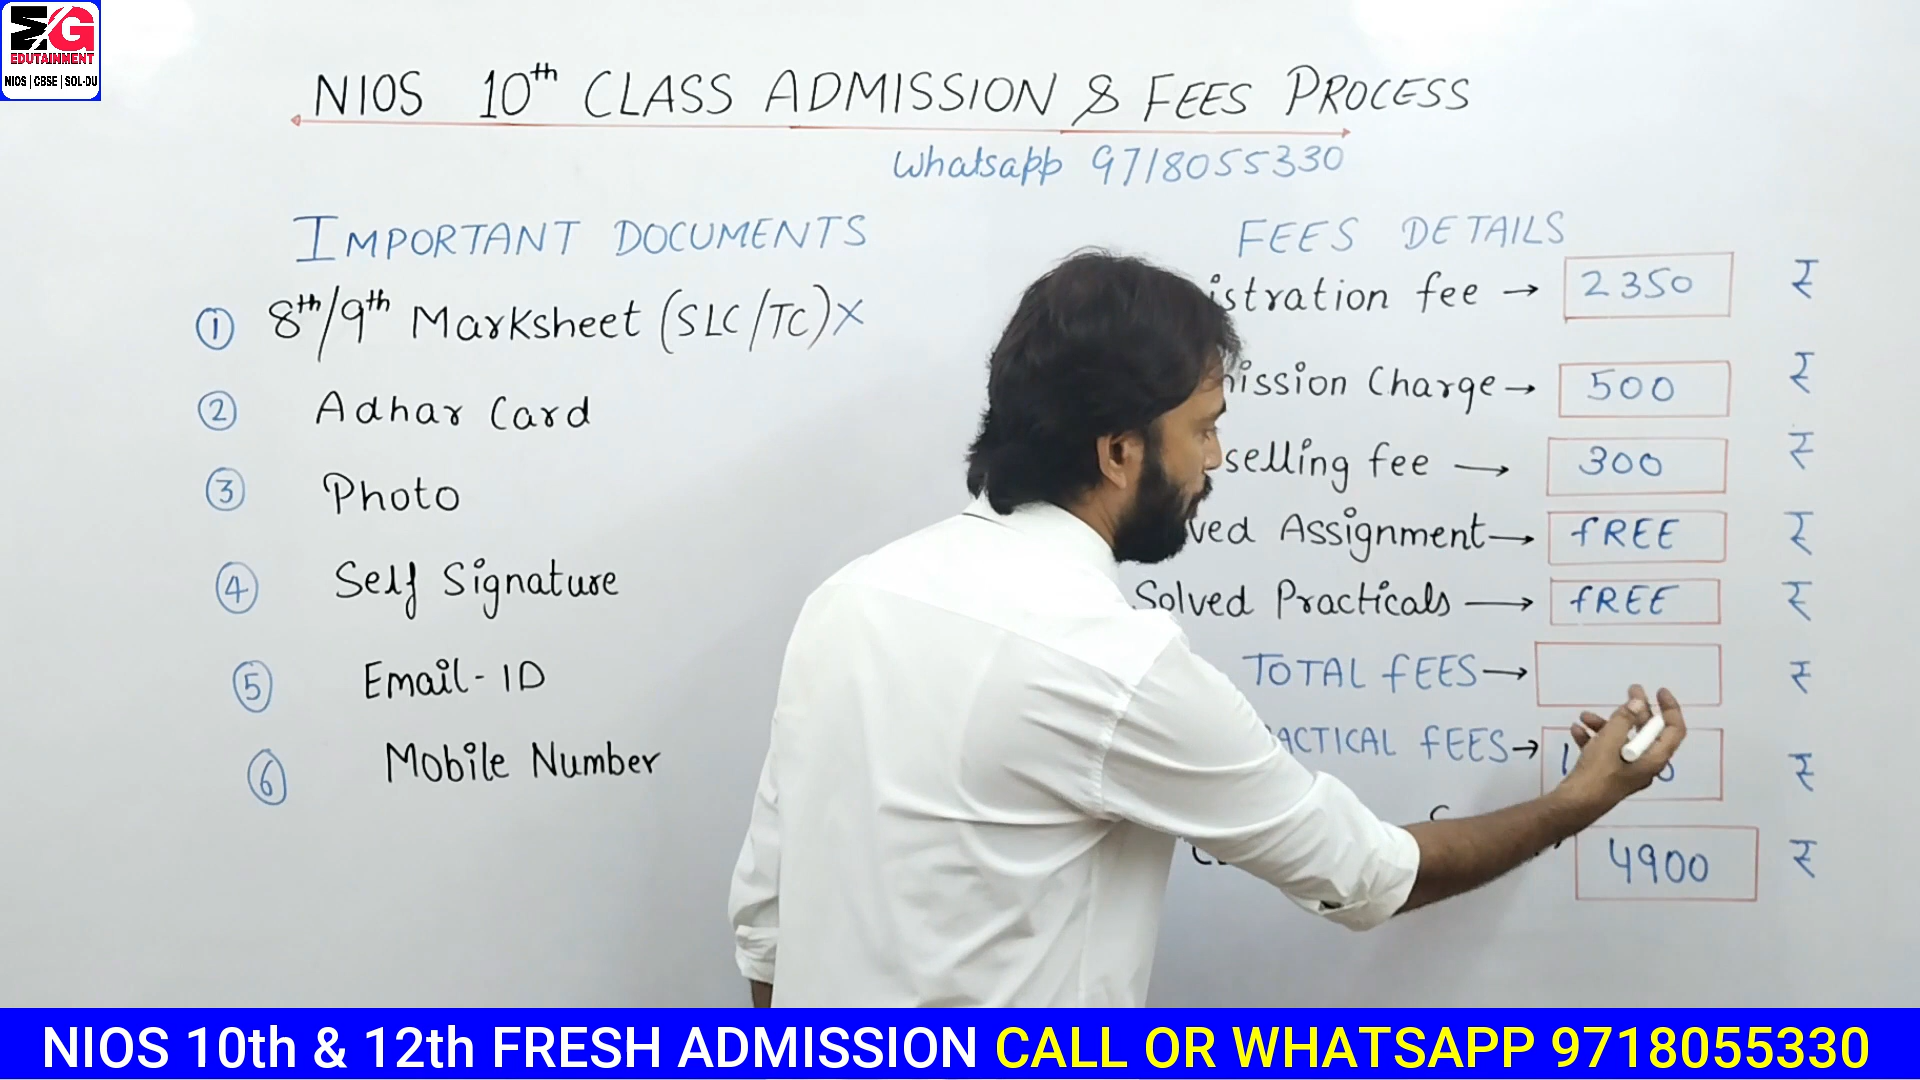 SG
EDUTAINMENT
NIOS | CBSE | SOL-DU
NIOS 10th CLASS ADMISSION & FEES PROCESS
Whatsapp 9718055330
IMPORTANT DOCUMENTS
① 8th/9th Marksheet (SLC/TC)X
② Adhar Card
③ Photo
④ Self Signature
⑤ Email-ID
⑥ Mobile Number
FEES DETAILS
istration fee → 2350 ₹
ission Charge → 500 ₹
selling fee → 300 ₹
ved Assignment → fREE ₹
Solved Practicals → fREE ₹
TOTAL fEES → ₹
ACTICAL fEES → ₹
4900 ₹
NIOS 10th & 12th FRESH ADMISSION CALL OR WHATSAPP 9718055330